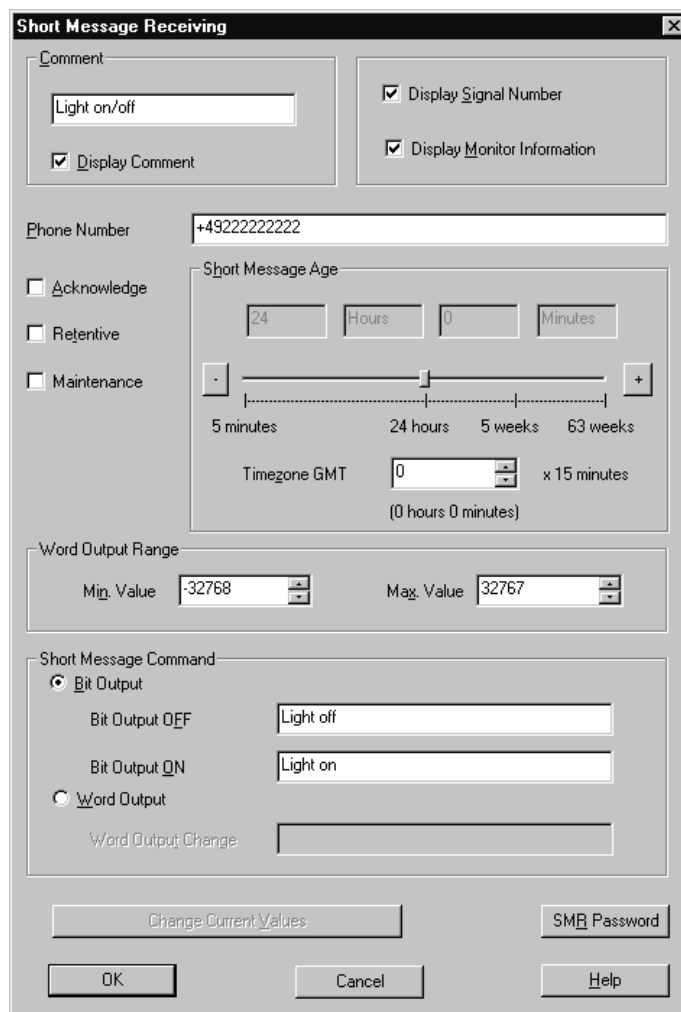 Short Message Receiving
Comment
Light on/off
Display Comment
Display Signal Number
Display Monitor Information
Phone Number
+49222222222
Acknowledge
Retentive
Maintenance
Short Message Age
24 Hours 0 Minutes
- +
5 minutes 24 hours 5 weeks 63 weeks
Timezone GMT 0 x 15 minutes
(0 hours 0 minutes)
Word Output Range
Min. Value -32768 Max. Value 32767
Short Message Command
Bit Output
Bit Output OFF Light off
Bit Output ON Light on
Word Output
Word Output Change
Change Current Values SMR Password
OK Cancel Help